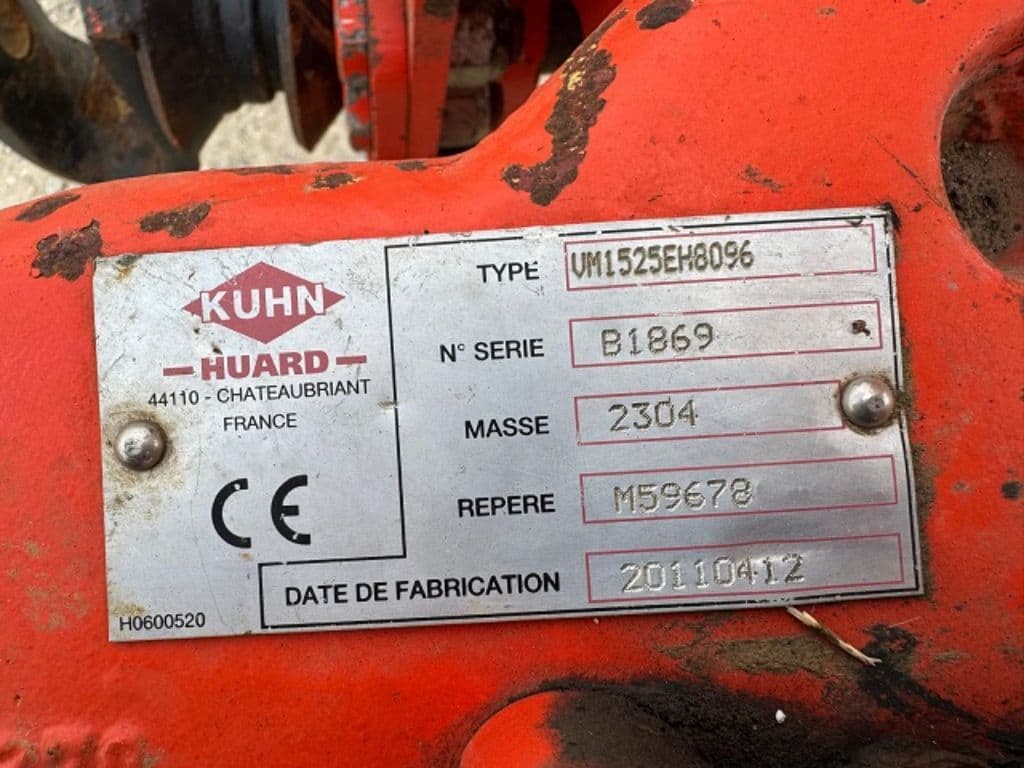 KUHN
HUARD
44110 - CHATEAUBRIANT
FRANCE
CE
TYPE VM1525EH8096
N° SERIE B1869
MASSE 2304
REPERE M59678
DATE DE FABRICATION 20110412
H0600520